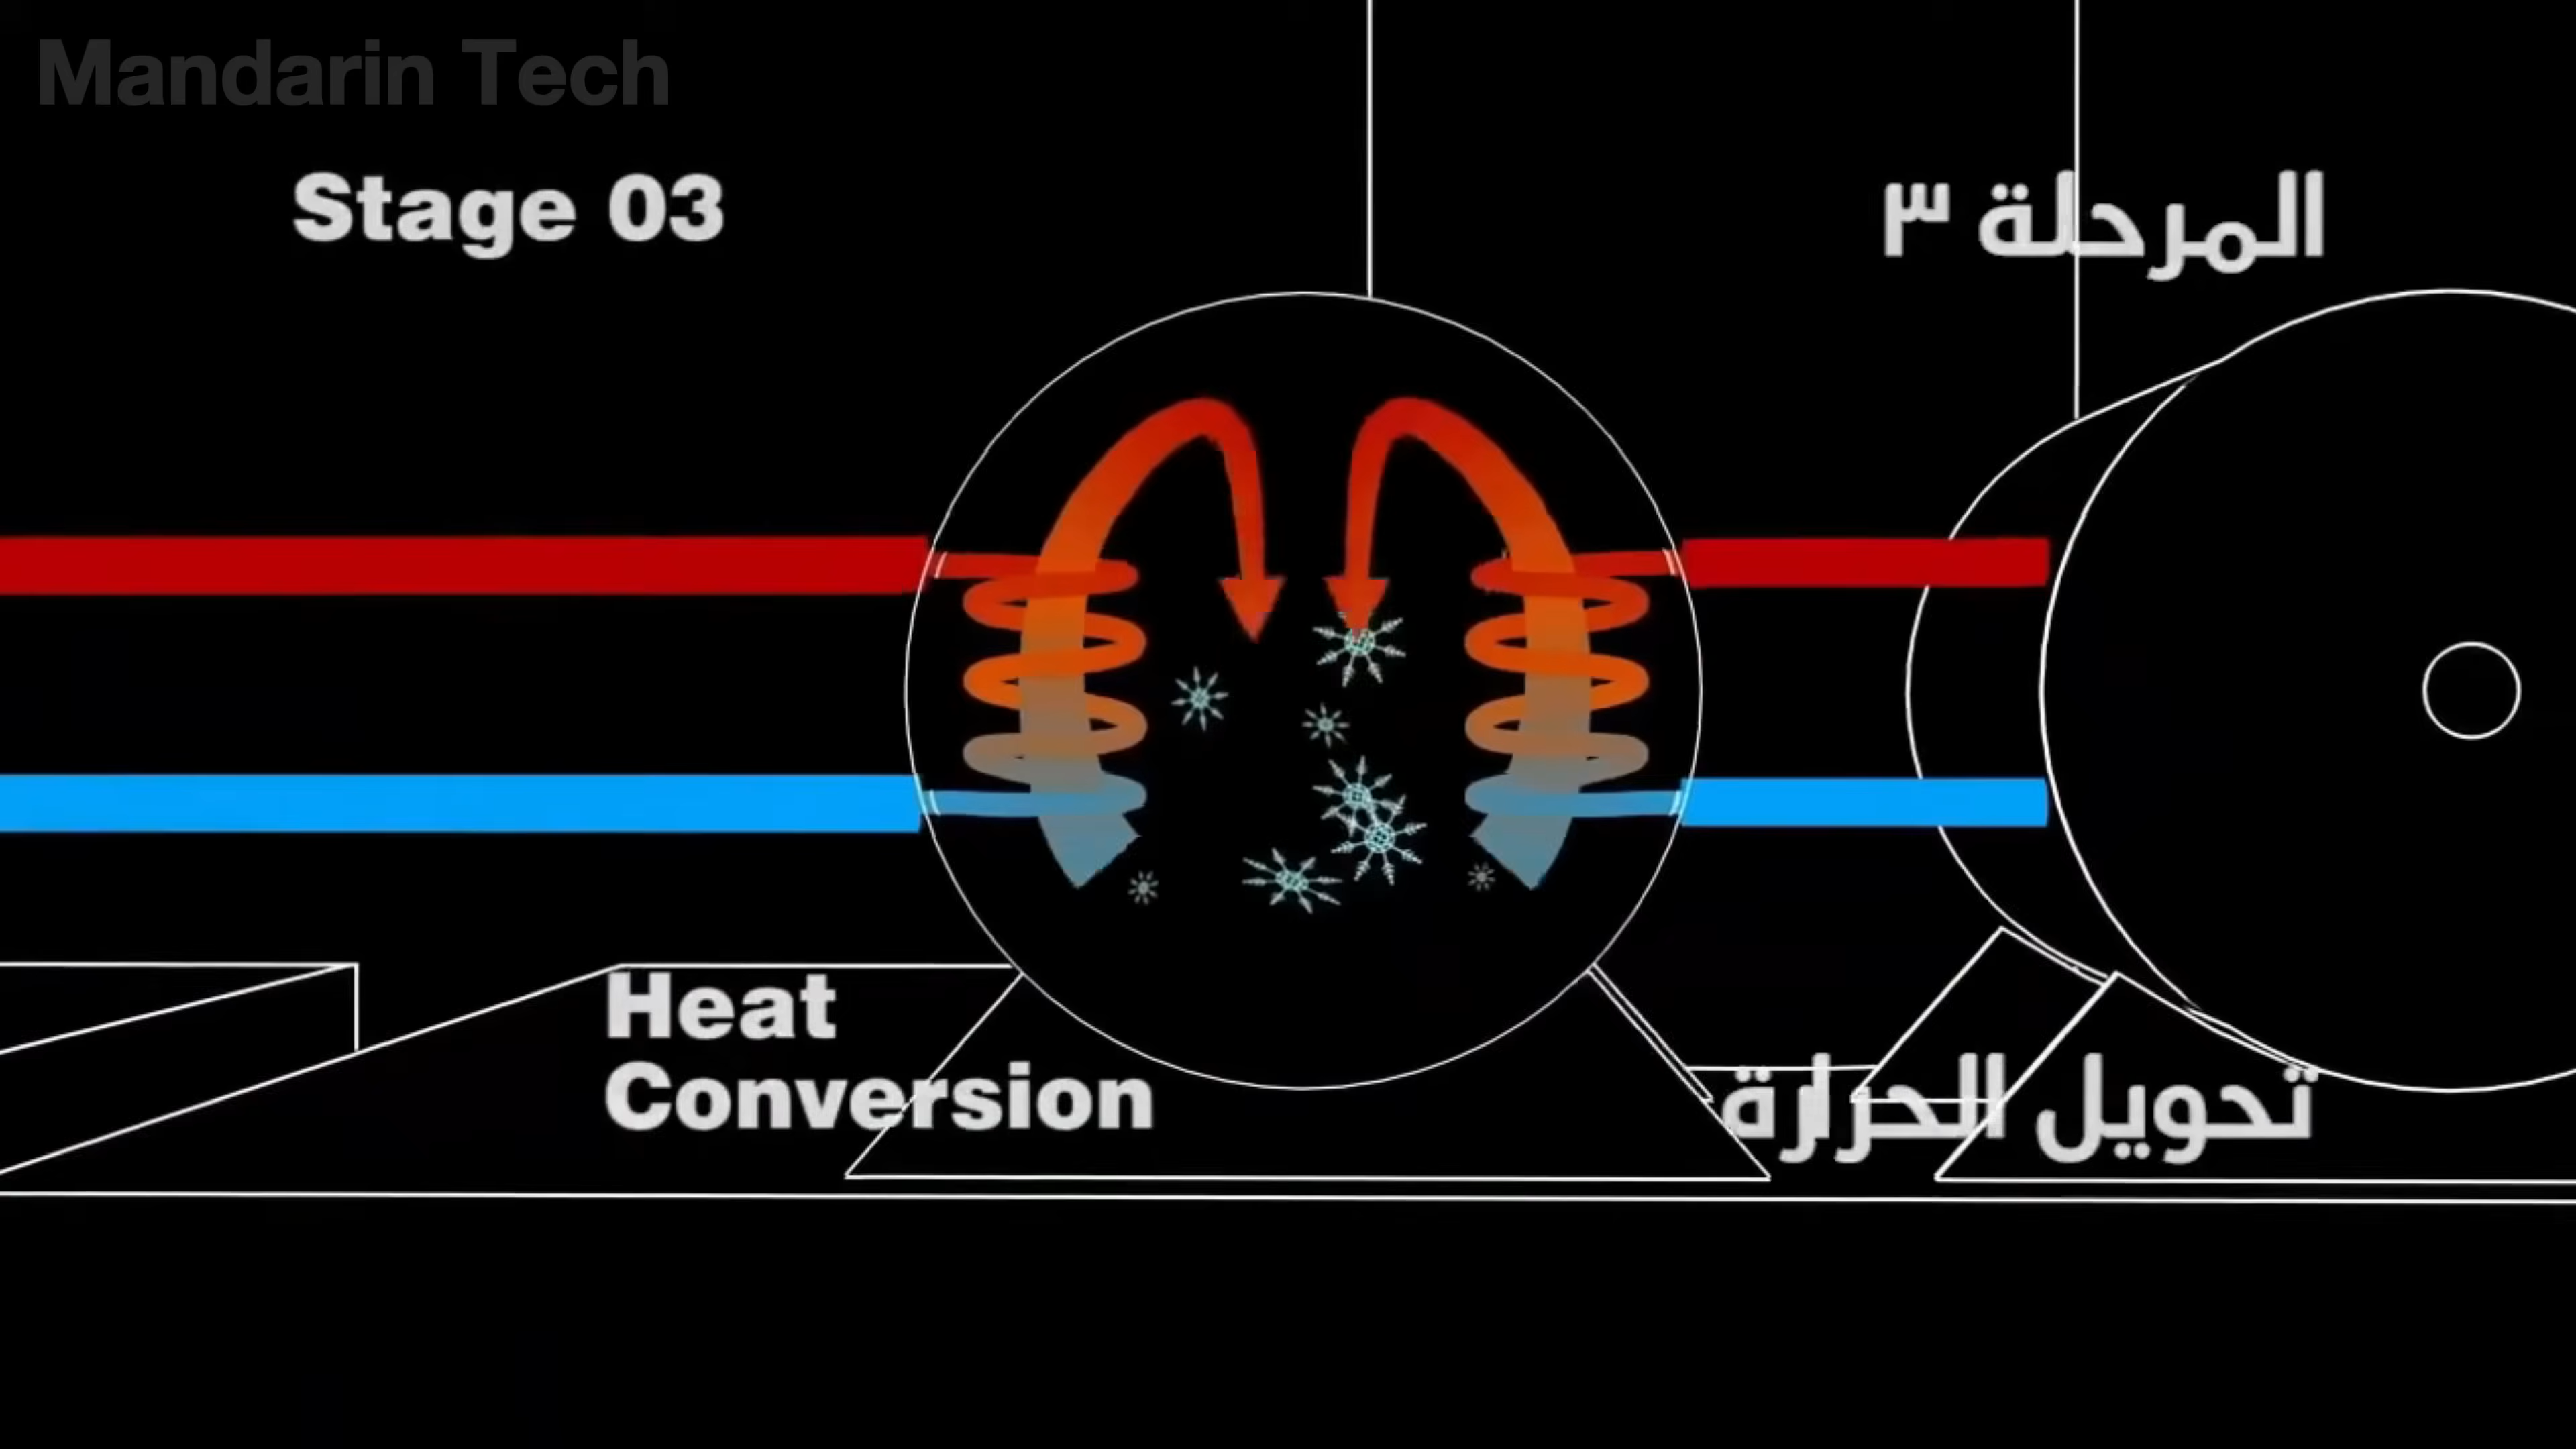 Mandarin Tech
Stage 03
المرحلة ٣
Heat
Conversion
تحويل الحرارة